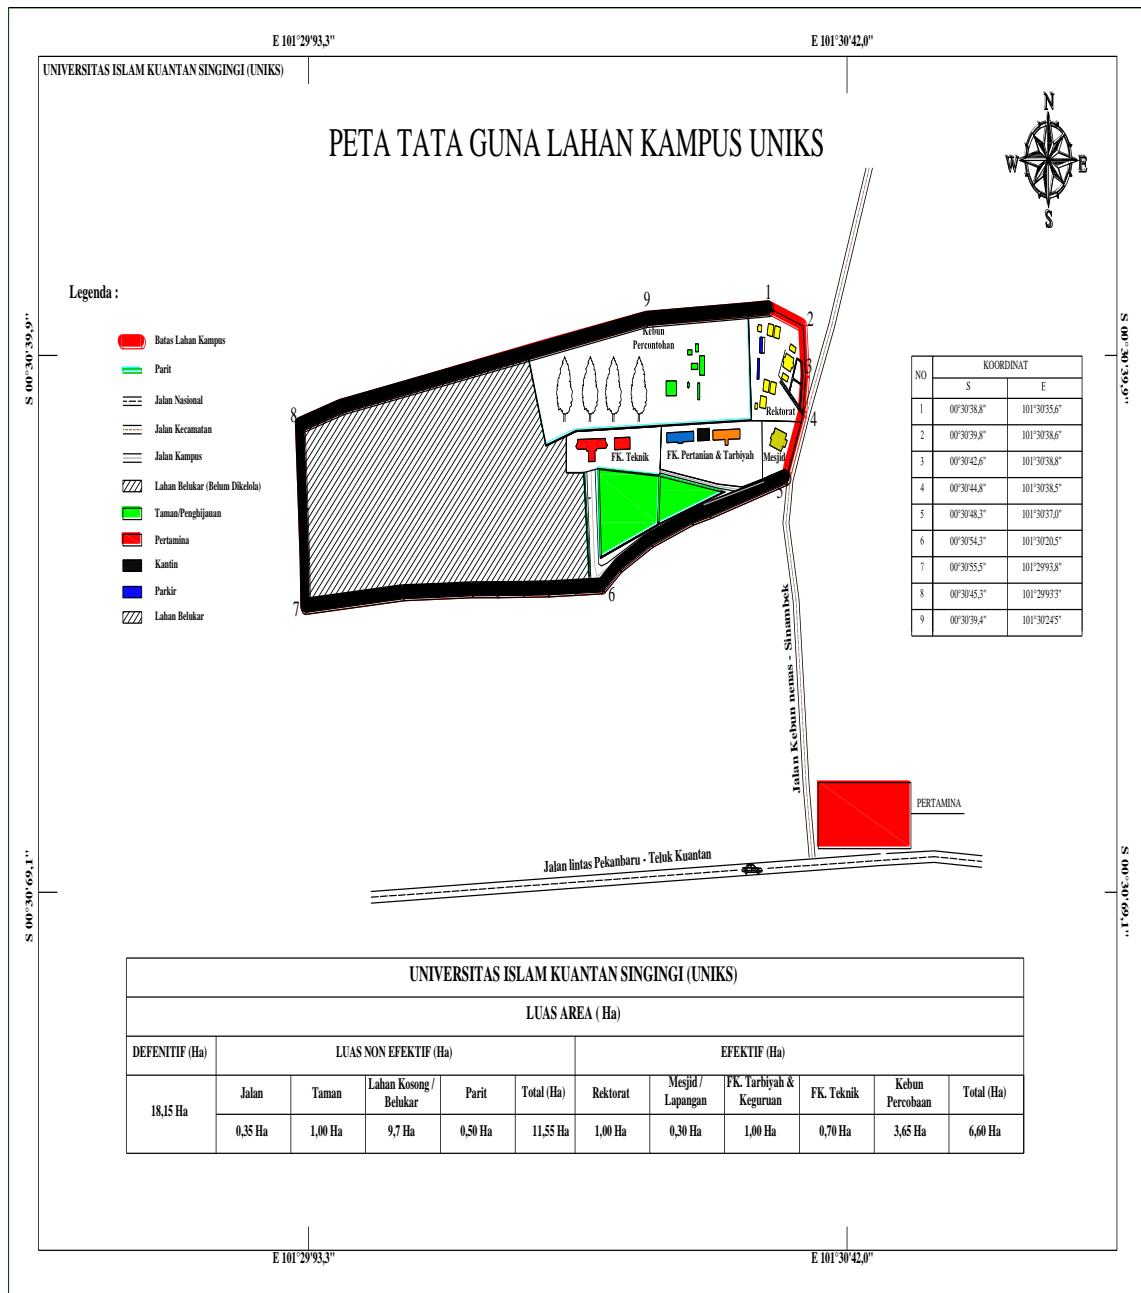 E 101°29'93,3"
E 101°30'42,0"
UNIVERSITAS ISLAM KUANTAN SINGINGI (UNIKS)
PETA TATA GUNA LAHAN KAMPUS UNIKS
N
W
E
S
Legenda :
Batas Lahan Kampus
Parit
Jalan Nasional
Jalan Kecamatan
Jalan Kampus
Lahan Belukar (Belum Dikelola)
Taman/Penghijauan
Pertamina
Kantin
Parkir
Lahan Belukar
S 00°30'39,9"
S 00°30'39,9"
9
1
2
3
4
5
6
7
8
Kebun
Percontohan
Rektorat
FK. Teknik
FK. Pertanian & Tarbiyah
Mesjid
NO KOORDINAT
S E
1 00°30'38,8" 101°30'35,6"
2 00°30'39,8" 101°30'38,6"
3 00°30'42,6" 101°30'38,8"
4 00°30'44,8" 101°30'38,5"
5 00°30'48,3" 101°30'37,0"
6 00°30'54,3" 101°30'20,5"
7 00°30'55,5" 101°29'93,8"
8 00°30'45,3" 101°29'93'3"
9 00°30'39,4" 101°30'24'5"
Jalan Kebun nenas - Sinambek
PERTAMINA
Jalan lintas Pekanbaru - Teluk Kuantan
S 00°30'69,1"
S 00°30'69,1"
UNIVERSITAS ISLAM KUANTAN SINGINGI (UNIKS)
LUAS AREA ( Ha)
DEFENITIF (Ha) LUAS NON EFEKTIF (Ha) EFEKTIF (Ha)
18,15 Ha
Jalan Taman Lahan Kosong / Belukar Parit Total (Ha) Rektorat Mesjid / Lapangan FK. Tarbiyah & Keguruan FK. Teknik Kebun Percobaan Total (Ha)
0,35 Ha 1,00 Ha 9,7 Ha 0,50 Ha 11,55 Ha 1,00 Ha 0,30 Ha 1,00 Ha 0,70 Ha 3,65 Ha 6,60 Ha
E 101°29'93,3"
E 101°30'42,0"